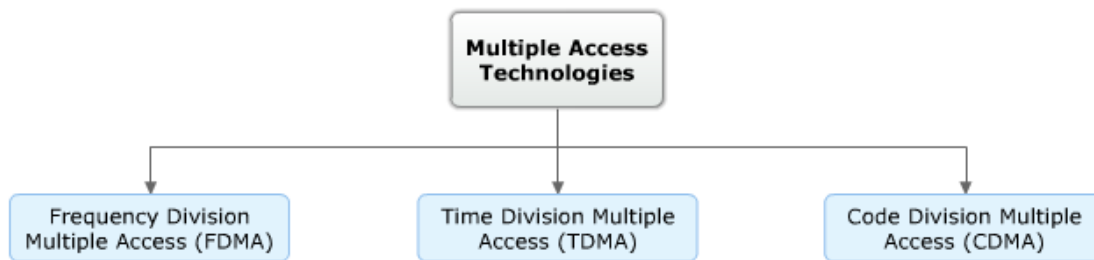 Multiple Access
Technologies
Frequency Division
Multiple Access (FDMA)
Time Division Multiple
Access (TDMA)
Code Division Multiple
Access (CDMA)